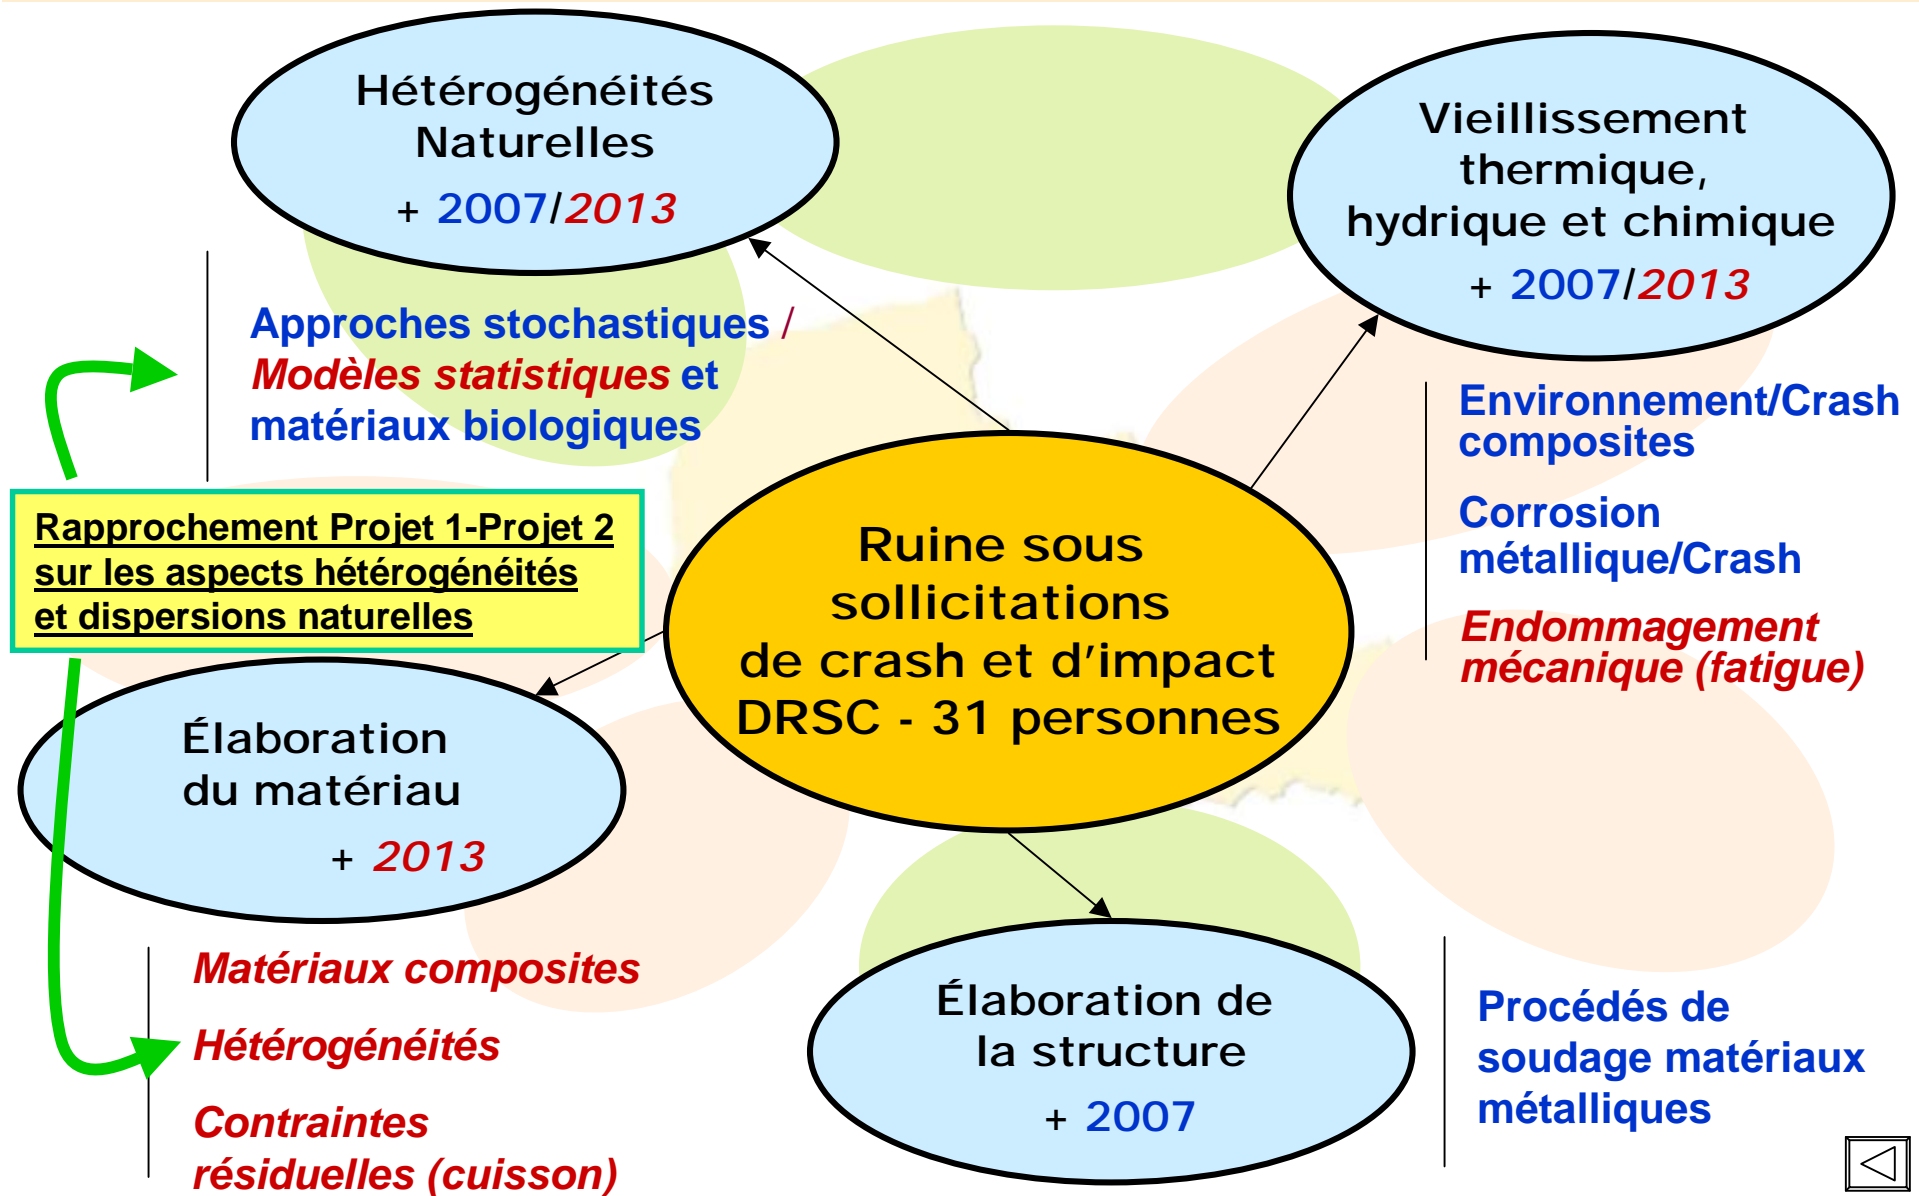 Hétérogénéités
Naturelles
+ 2007/2013
Vieillissement
thermique,
hydrique et chimique
+ 2007/2013
Approches stochastiques /
Modèles statistiques et
matériaux biologiques
Environnement/Crash
composites
Corrosion
métallique/Crash
Endommagement
mécanique (fatigue)
Rapprochement Projet 1-Projet 2
sur les aspects hétérogénéités
et dispersions naturelles
Ruine sous
sollicitations
de crash et d'impact
DRSC - 31 personnes
Élaboration
du matériau
+ 2013
Matériaux composites
Hétérogénéités
Contraintes
résiduelles (cuisson)
Élaboration de
la structure
+ 2007
Procédés de
soudage matériaux
métalliques